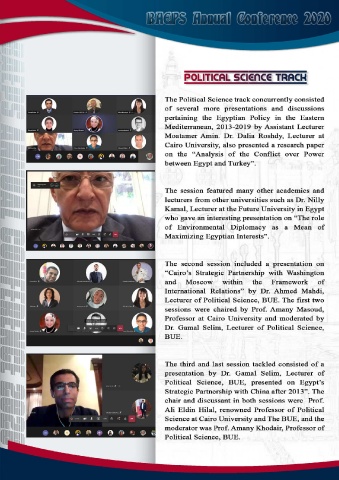 BAEPS Annual Conference 2020
POLITICAL SCIENCE TRACK
The Political Science track concurrently consisted
of several more presentations and discussions
pertaining the Egyptian Policy in the Eastern
Mediterranean, 2013-2019 by Assistant Lecturer
Moutamer Amin. Dr. Dalia Roshdy, Lecturer at
Cairo University, also presented a research paper
on the “Analysis of the Conflict over Power
between Egypt and Turkey”.
The session featured many other academics and
lecturers from other universities such as Dr. Nilly
Kamal, Lecturer at the Future University in Egypt
who gave an interesting presentation on “The role
of Environmental Diplomacy as a Mean of
Maximizing Egyptian Interests”.
The second session included a presentation on
“Cairo’s Strategic Partnership with Washington
and Moscow within the Framework of
International Relations” by Dr. Ahmed Mahdi,
Lecturer of Political Science, BUE. The first two
sessions were chaired by Prof. Amany Masoud,
Professor at Cairo University and moderated by
Dr. Gamal Selim, Lecturer of Political Science,
BUE.
The third and last session tackled consisted of a
presentation by Dr. Gamal Selim, Lecturer of
Political Science, BUE, presented on Egypt’s
Strategic Partnership with China after 2013”. The
chair and discussant in both sessions were Prof.
Ali Eldin Hilal, renowned Professor of Political
Science at Cairo University and The BUE, and the
moderator was Prof. Amany Khodair, Professor of
Political Science, BUE.